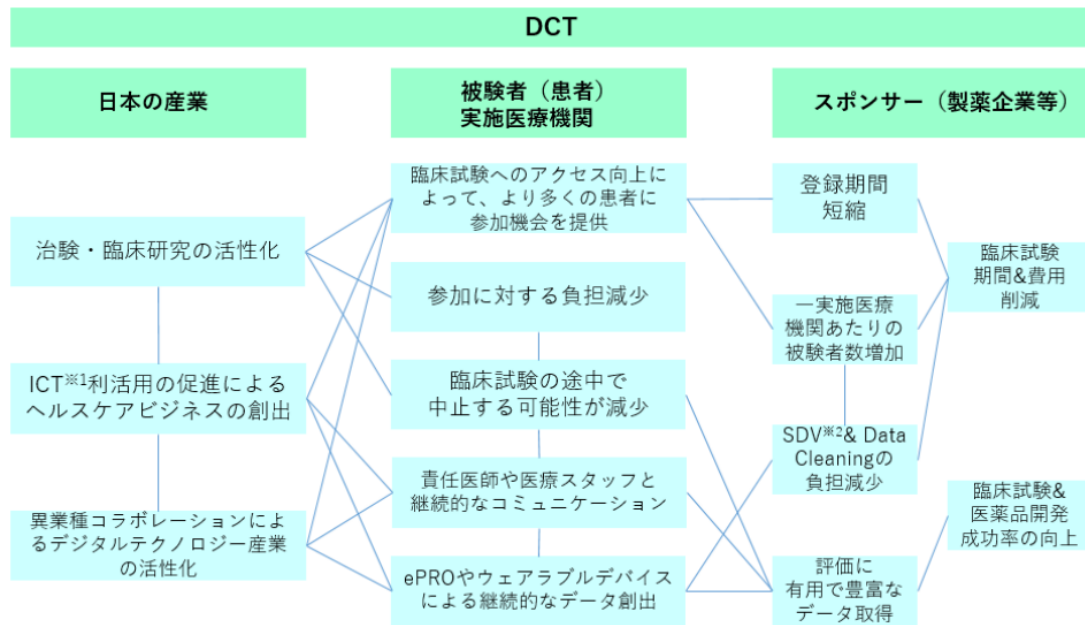 DCT
日本の産業
被験者（患者）
実施医療機関
スポンサー（製薬企業等）
治験・臨床研究の活性化
ICT※1利活用の促進による
ヘルスケアビジネスの創出
異業種コラボレーションによ
るデジタルテクノロジー産業
の活性化
臨床試験へのアクセス向上に
よって、より多くの患者に
参加機会を提供
参加に対する負担減少
臨床試験の途中で
中止する可能性が減少
責任医師や医療スタッフと
継続的なコミュニケーション
ePROやウェアラブルデバイス
による継続的なデータ創出
登録期間
短縮
一実施医療
機関あたりの
被験者数増加
SDV※2& Data
Cleaningの
負担減少
評価に
有用で豊富な
データ取得
臨床試験
期間&費用
削減
臨床試験&
医薬品開発
成功率の向上